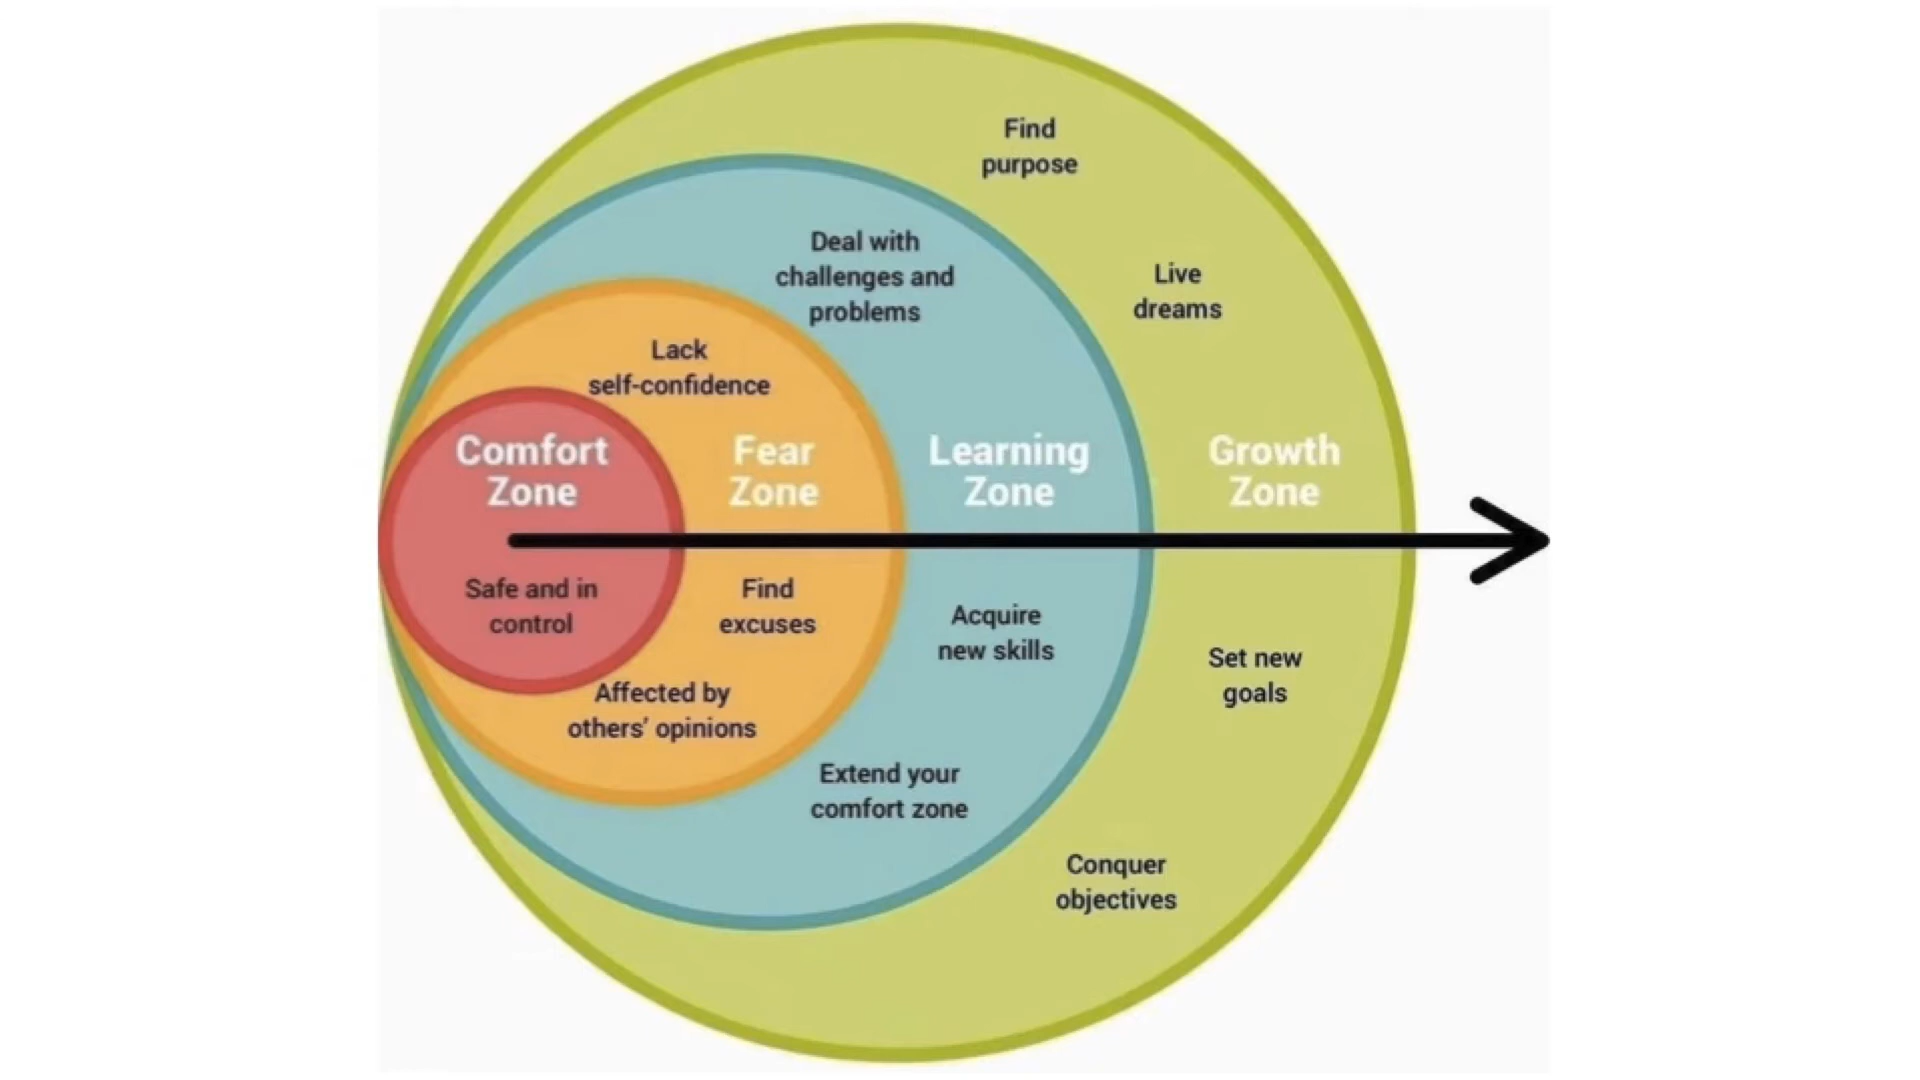 Find
purpose
Live
dreams
Deal with
challenges and
problems
Lack
self-confidence
Comfort
Zone
Fear
Zone
Learning
Zone
Growth
Zone
Safe and in
control
Find
excuses
Affected by
others' opinions
Acquire
new skills
Extend your
comfort zone
Set new
goals
Conquer
objectives